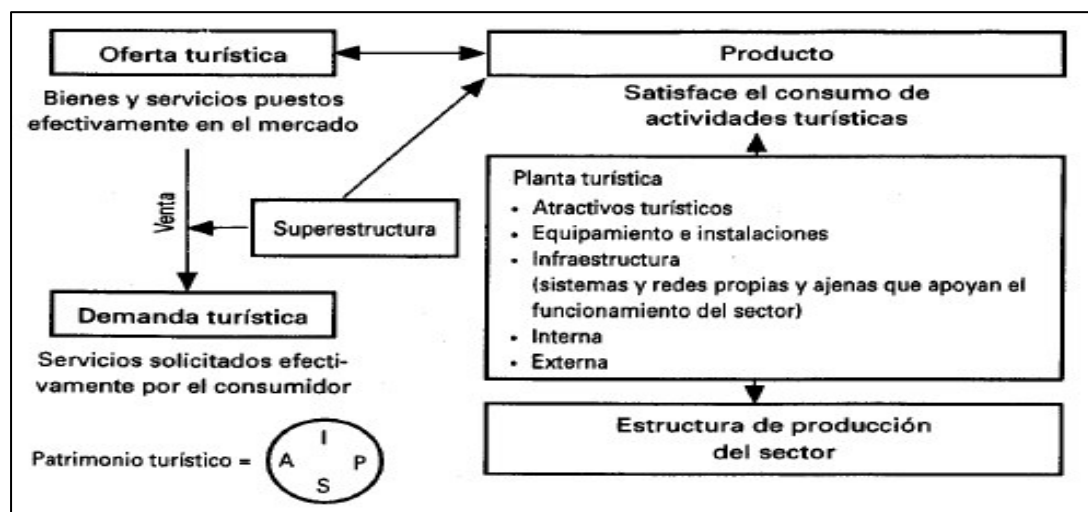 Oferta turística
Bienes y servicios puestos
efectivamente en el mercado
Venta
Superestructura
Demanda turística
Servicios solicitados efecti-
vamente por el consumidor
Patrimonio turístico =
I
A P
S
Producto
Satisface el consumo de
actividades turísticas
Planta turística
• Atractivos turísticos
• Equipamiento e instalaciones
• Infraestructura
(sistemas y redes propias y ajenas que apoyan el
funcionamiento del sector)
• Interna
• Externa
Estructura de producción
del sector